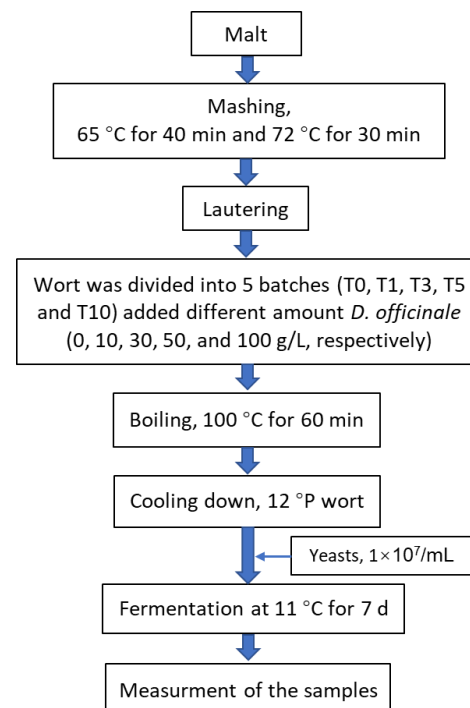 Malt
Mashing,
65 °C for 40 min and 72 °C for 30 min
Lautering
Wort was divided into 5 batches (T0, T1, T3, T5
and T10) added different amount D. officinale
(0, 10, 30, 50, and 100 g/L, respectively)
Boiling, 100 °C for 60 min
Cooling down, 12 °P wort
Yeasts, 1×10⁷/mL
Fermentation at 11 °C for 7 d
Measurment of the samples